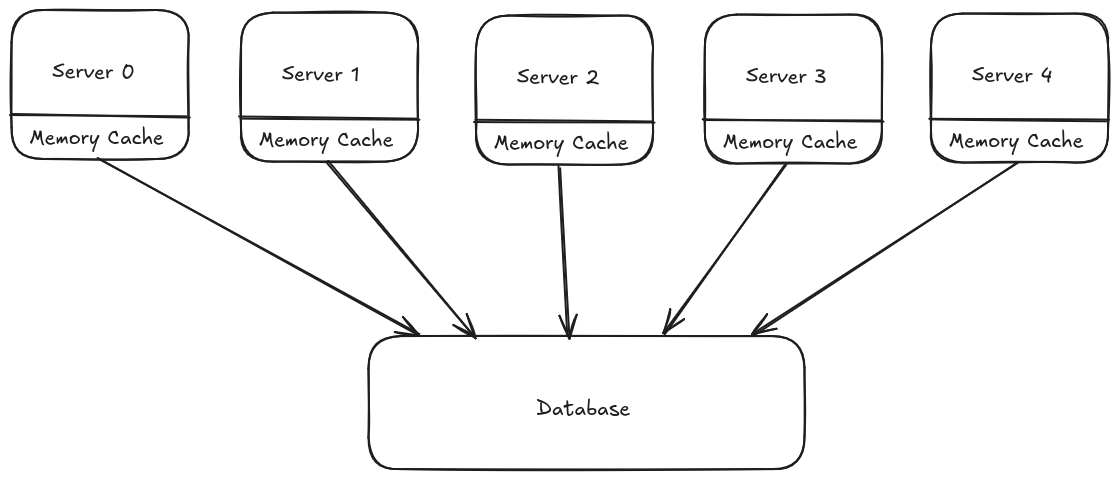 Server 0
Server 1
Server 2
Server 3
Server 4
Memory Cache
Memory Cache
Memory Cache
Memory Cache
Memory Cache
Database